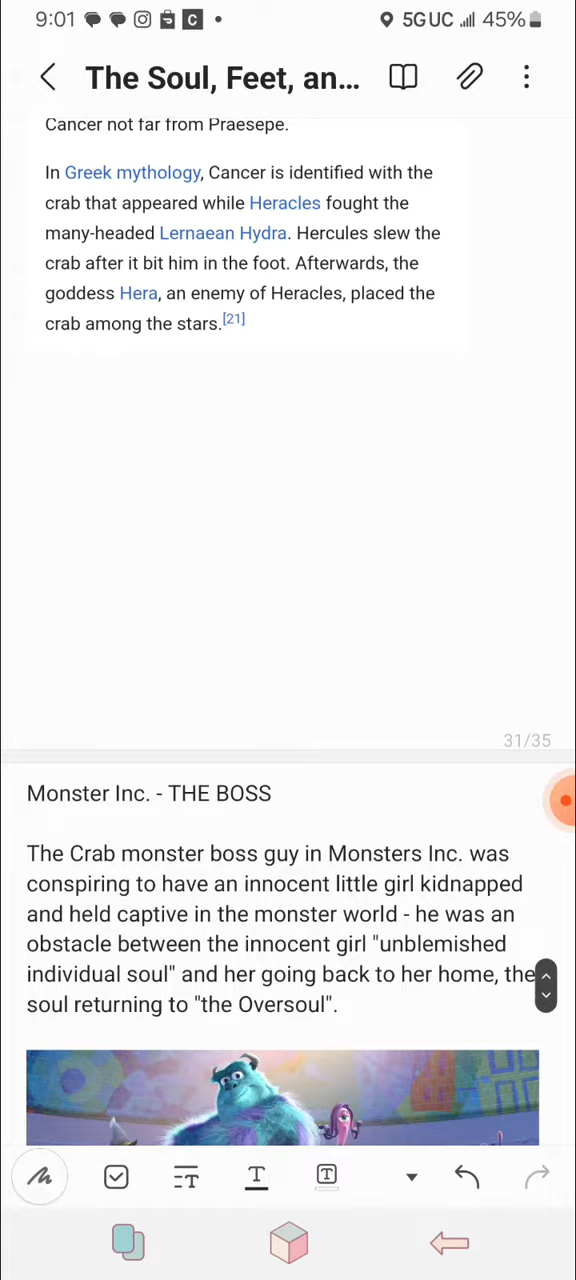 9:01
5G UC 45%
The Soul, Feet, an...
Cancer not far from Praesepe.
In Greek mythology, Cancer is identified with the
crab that appeared while Heracles fought the
many-headed Lernaean Hydra. Hercules slew the
crab after it bit him in the foot. Afterwards, the
goddess Hera, an enemy of Heracles, placed the
crab among the stars.[21]
31/35
Monster Inc. - THE BOSS
The Crab monster boss guy in Monsters Inc. was
conspiring to have an innocent little girl kidnapped
and held captive in the monster world - he was an
obstacle between the innocent girl "unblemished
individual soul" and her going back to her home, the
soul returning to "the Oversoul".